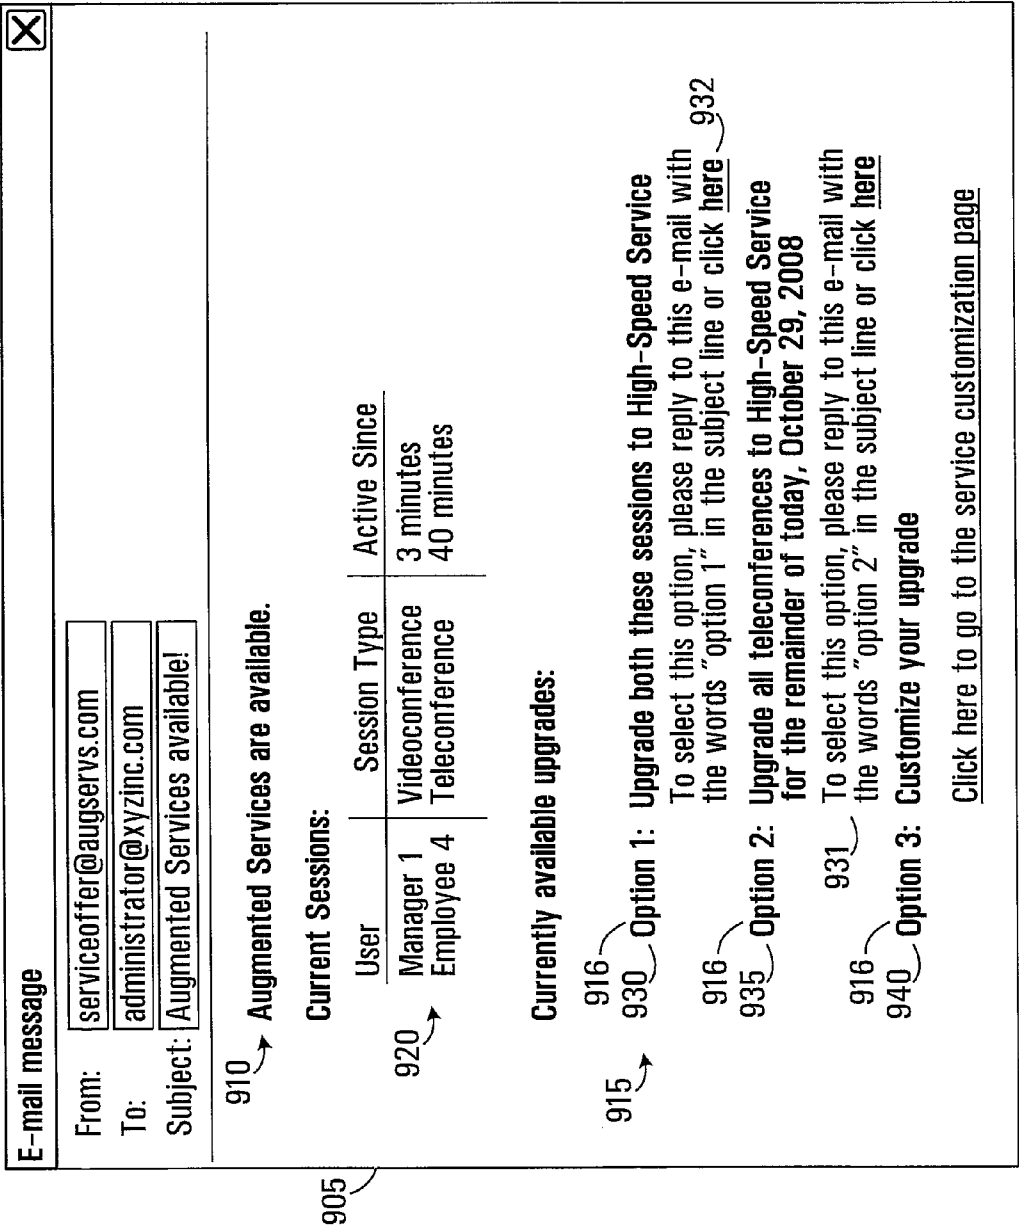 E-mail message
From: serviceoffer@augservs.com
To: administrator@xyzinc.com
Subject: Augmented Services available!
910
Augmented Services are available.
Current Sessions:
User Session Type Active Since
Manager 1 Videoconference 3 minutes
Employee 4 Teleconference 40 minutes
920
Currently available upgrades:
915
916
930
Option 1: Upgrade both these sessions to High-Speed Service
To select this option, please reply to this e-mail with
the words "option 1" in the subject line or click here
932
916
935
Option 2: Upgrade all teleconferences to High-Speed Service
for the remainder of today, October 29, 2008
To select this option, please reply to this e-mail with
the words "option 2" in the subject line or click here
931
916
940
Option 3: Customize your upgrade
Click here to go to the service customization page
905